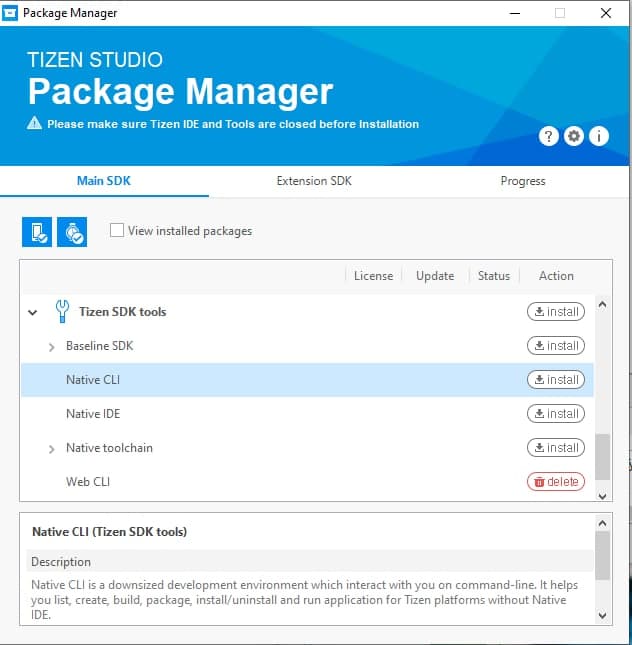 Package Manager
TIZEN STUDIO
Package Manager
Please make sure Tizen IDE and Tools are closed before Installation
? i
Main SDK Extension SDK Progress
View installed packages
License Update Status Action
Tizen SDK tools install
Baseline SDK install
Native CLI install
Native IDE install
Native toolchain install
Web CLI delete
Native CLI (Tizen SDK tools)
Description
Native CLI is a downsized development environment which interact with you on command-line. It helps
you list, create, build, package, install/uninstall and run application for Tizen platforms without Native
IDE.